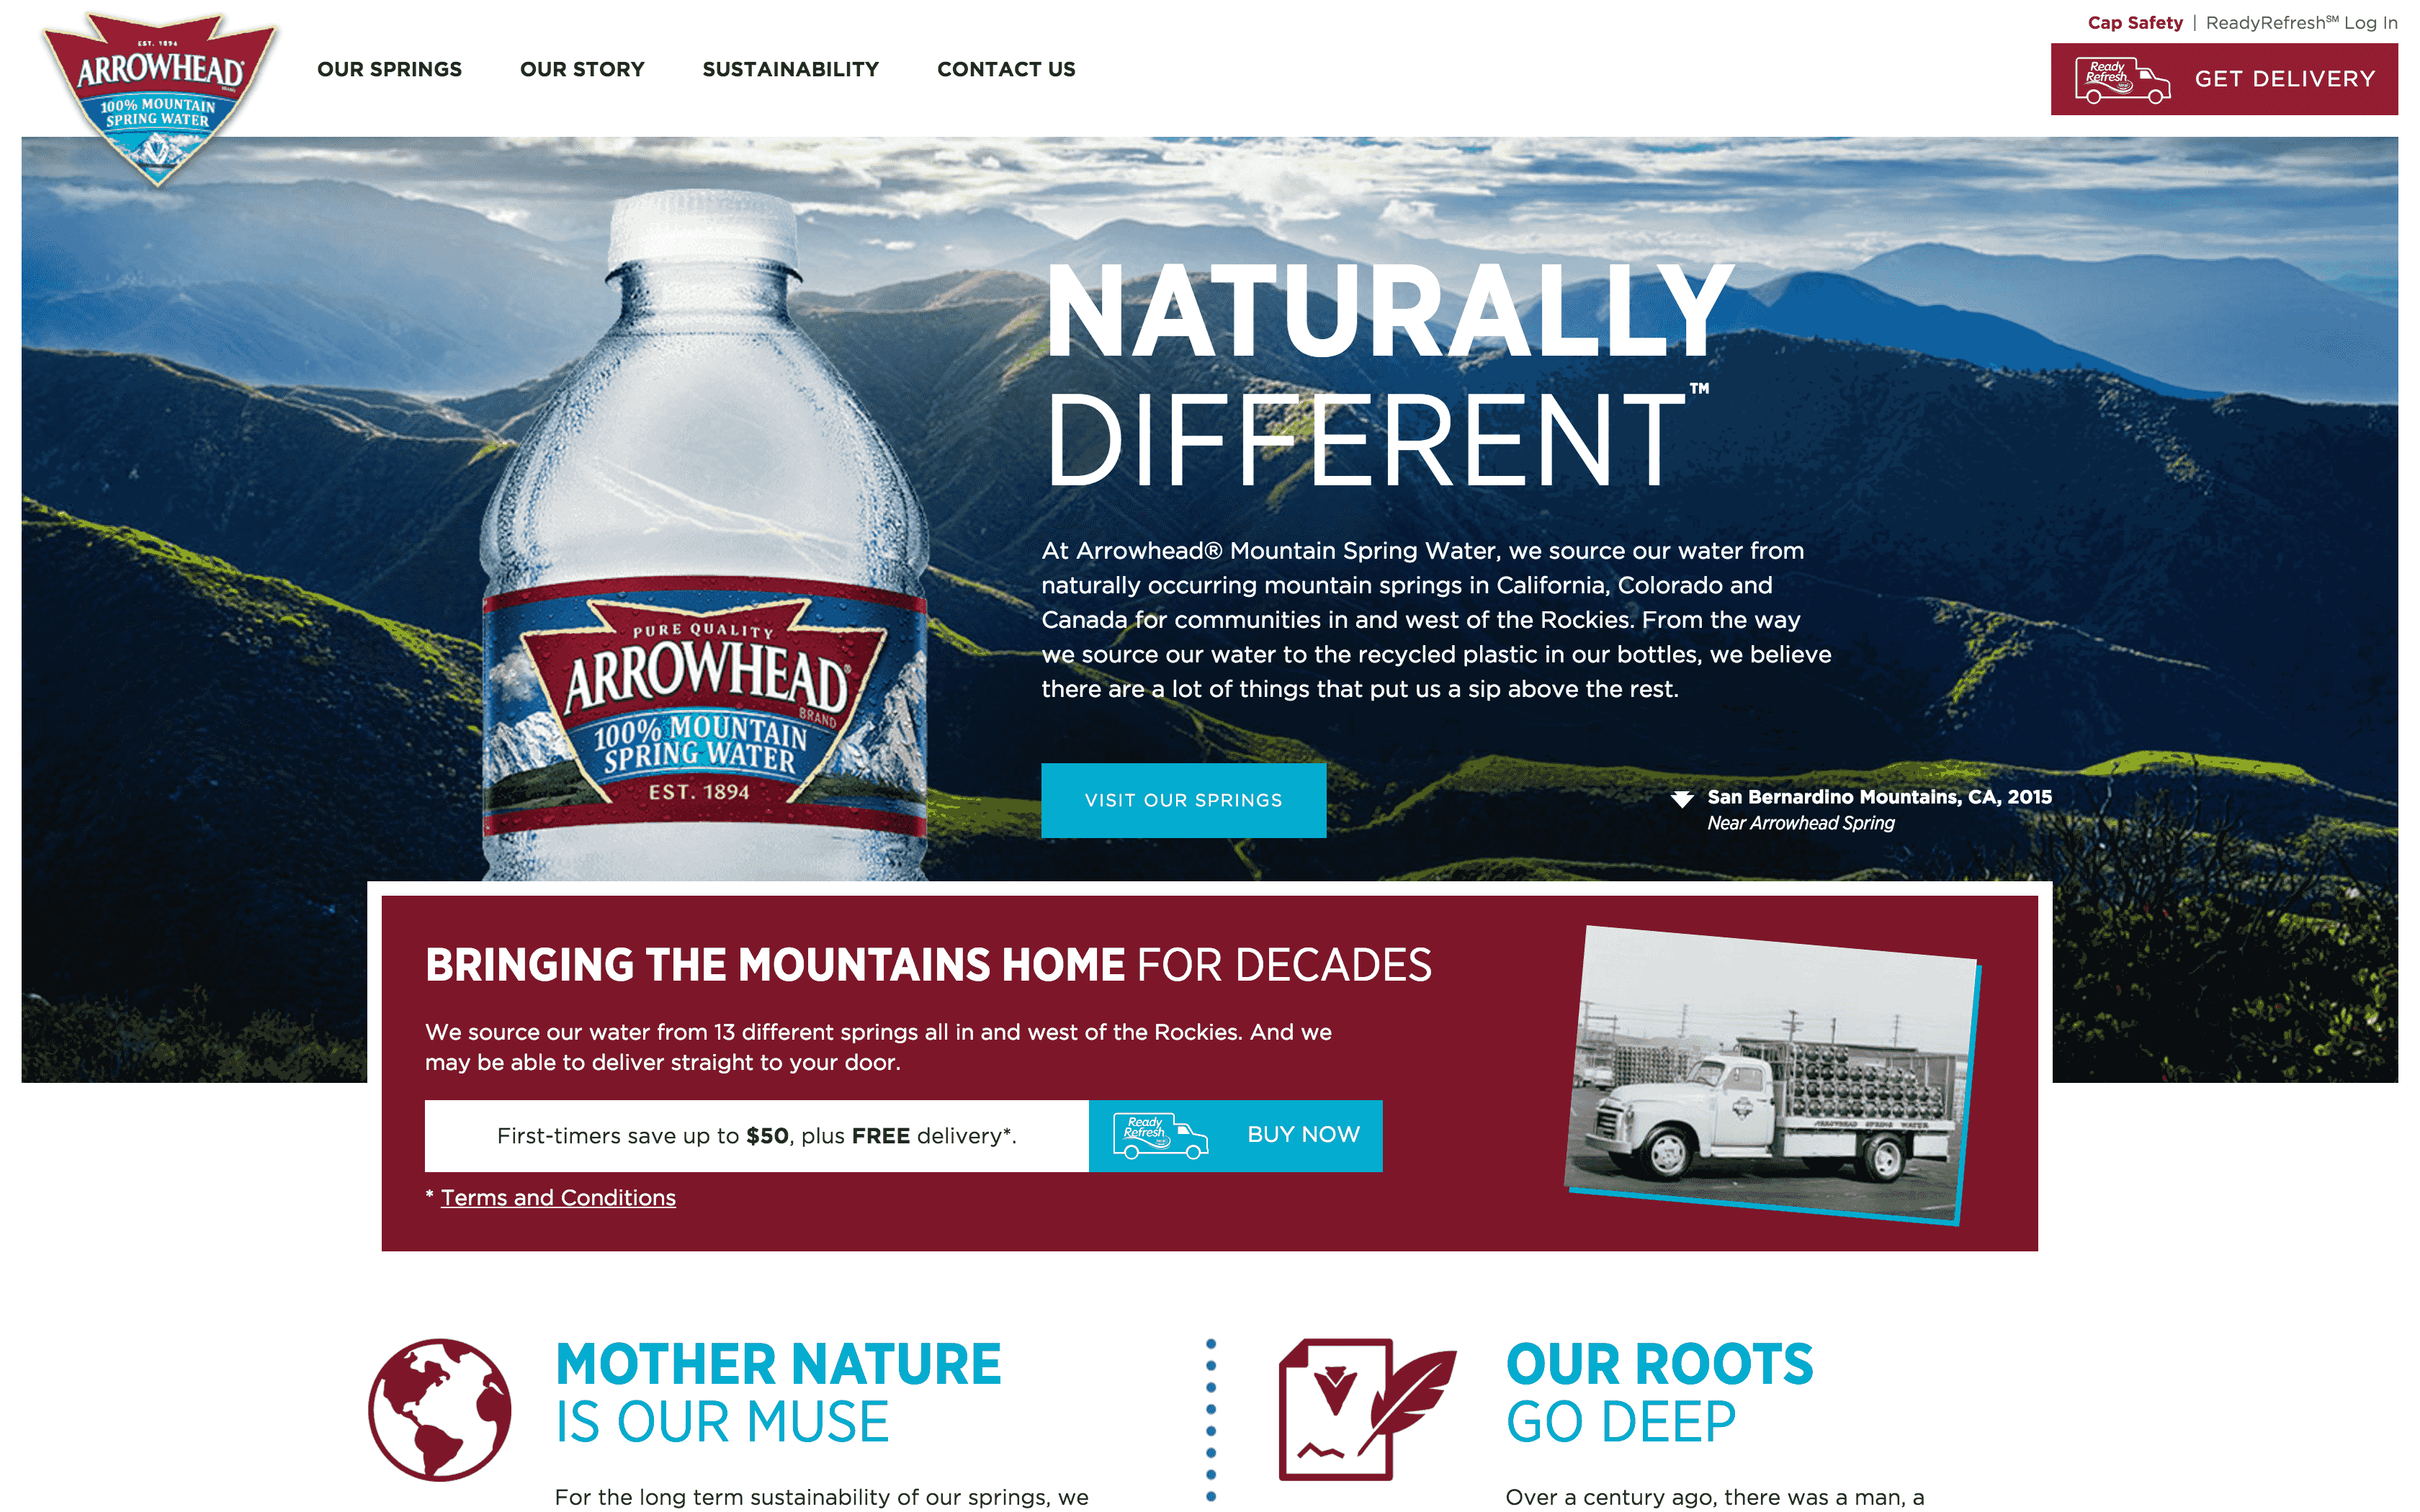 Cap Safety | ReadyRefresh℠ Log In
EST. 1894
ARROWHEAD®
BRAND
100% MOUNTAIN
SPRING WATER
OUR SPRINGS OUR STORY SUSTAINABILITY CONTACT US
Ready
Refresh
GET DELIVERY
NATURALLY
DIFFERENT™
At Arrowhead® Mountain Spring Water, we source our water from
naturally occurring mountain springs in California, Colorado and
Canada for communities in and west of the Rockies. From the way
we source our water to the recycled plastic in our bottles, we believe
there are a lot of things that put us a sip above the rest.
PURE QUALITY
ARROWHEAD®
BRAND
100% MOUNTAIN
SPRING WATER
EST. 1894
VISIT OUR SPRINGS
San Bernardino Mountains, CA, 2015
Near Arrowhead Spring
BRINGING THE MOUNTAINS HOME FOR DECADES
We source our water from 13 different springs all in and west of the Rockies. And we
may be able to deliver straight to your door.
First-timers save up to $50, plus FREE delivery*.
Ready
Refresh
BUY NOW
* Terms and Conditions
ARROWHEAD SPRING WATER
MOTHER NATURE
IS OUR MUSE
For the long term sustainability of our springs, we
OUR ROOTS
GO DEEP
Over a century ago, there was a man, a